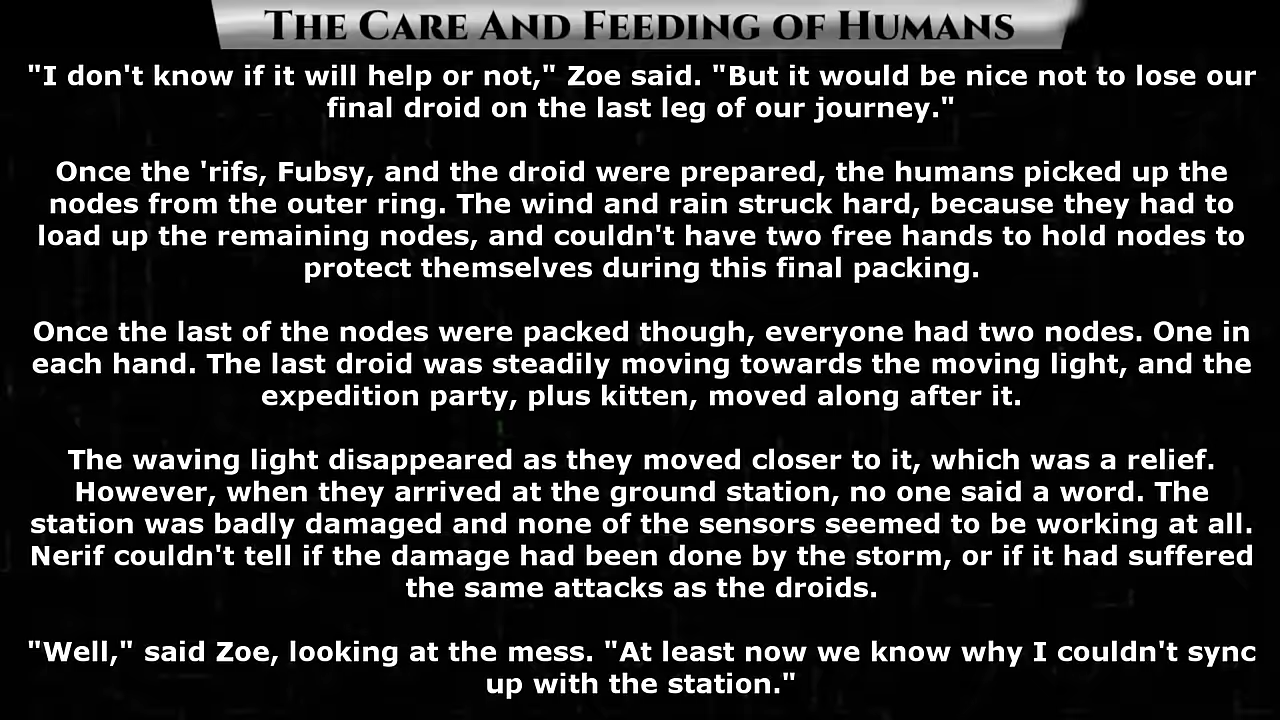 The Care And Feeding of Humans
"I don't know if it will help or not," Zoe said. "But it would be nice not to lose our
final droid on the last leg of our journey."
Once the 'rifs, Fubsy, and the droid were prepared, the humans picked up the
nodes from the outer ring. The wind and rain struck hard, because they had to
load up the remaining nodes, and couldn't have two free hands to hold nodes to
protect themselves during this final packing.
Once the last of the nodes were packed though, everyone had two nodes. One in
each hand. The last droid was steadily moving towards the moving light, and the
expedition party, plus kitten, moved along after it.
The waving light disappeared as they moved closer to it, which was a relief.
However, when they arrived at the ground station, no one said a word. The
station was badly damaged and none of the sensors seemed to be working at all.
Nerif couldn't tell if the damage had been done by the storm, or if it had suffered
the same attacks as the droids.
"Well," said Zoe, looking at the mess. "At least now we know why I couldn't sync
up with the station."